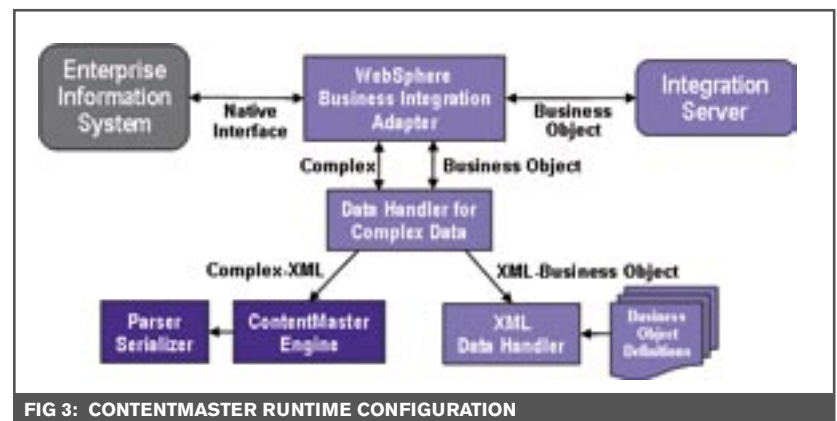 Enterprise
Information
System
Native
Interface
WebSphere
Business Integration
Adapter
Business
Object
Integration
Server
Complex
Business Object
Data Handler for
Complex Data
Complex-XML
XML-Business Object
Parser
Serializer
ContentMaster
Engine
XML
Data Handler
Business
Object
Definitions
FIG 3: CONTENTMASTER RUNTIME CONFIGURATION